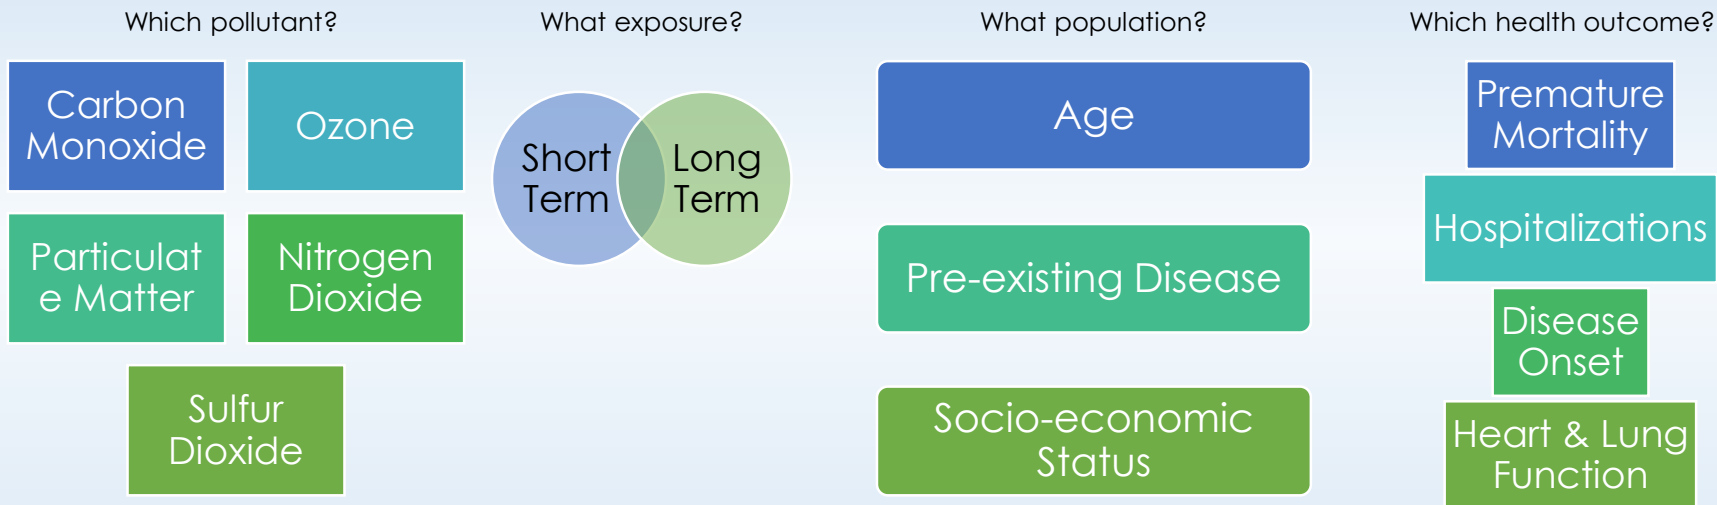 Which pollutant?
Carbon
Monoxide
Ozone
Particulat
e Matter
Nitrogen
Dioxide
Sulfur
Dioxide
What exposure?
Short
Term
Long
Term
What population?
Age
Pre-existing Disease
Socio-economic
Status
Which health outcome?
Premature
Mortality
Hospitalizations
Disease
Onset
Heart & Lung
Function